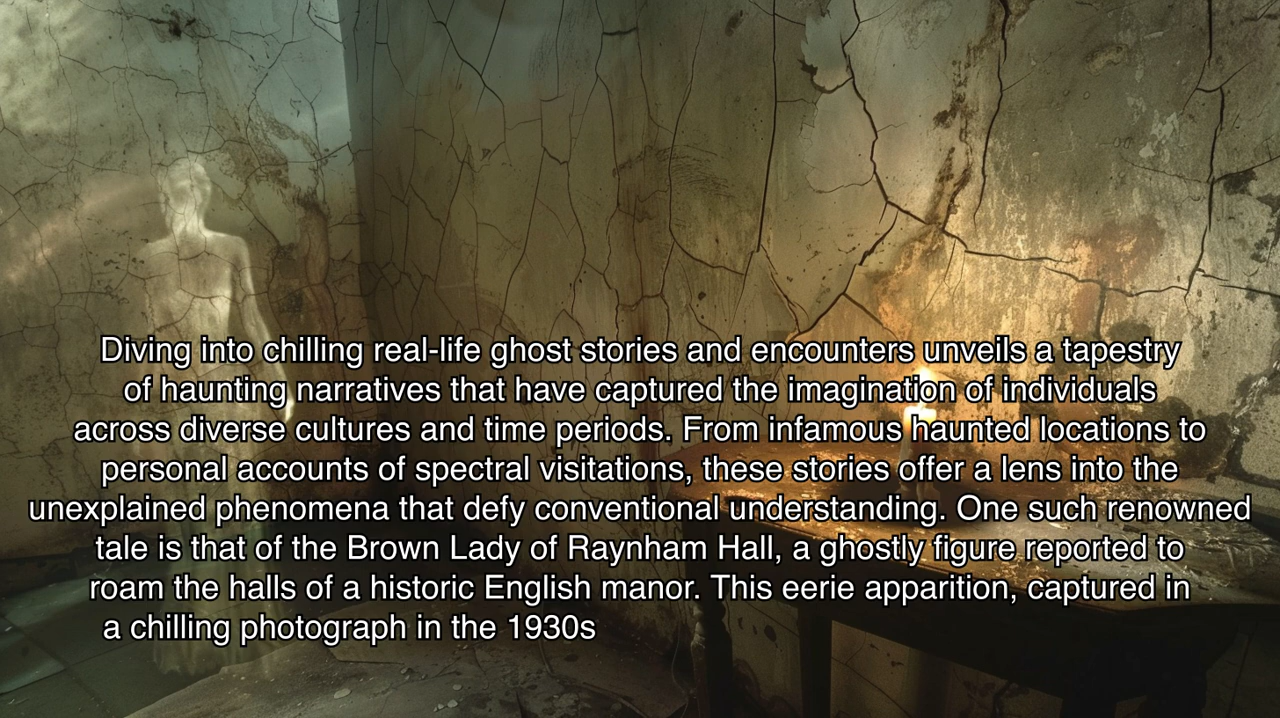 Diving into chilling real-life ghost stories and encounters unveils a tapestry
of haunting narratives that have captured the imagination of individuals
across diverse cultures and time periods. From infamous haunted locations to
personal accounts of spectral visitations, these stories offer a lens into the
unexplained phenomena that defy conventional understanding. One such renowned
tale is that of the Brown Lady of Raynham Hall, a ghostly figure reported to
roam the halls of a historic English manor. This eerie apparition, captured in
a chilling photograph in the 1930s